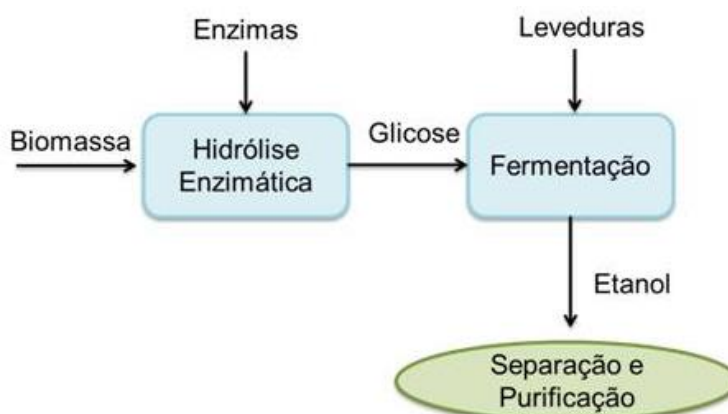 Enzimas
Leveduras
Biomassa
Hidrólise
Enzimática
Glicose
Fermentação
Etanol
Separação e
Purificação